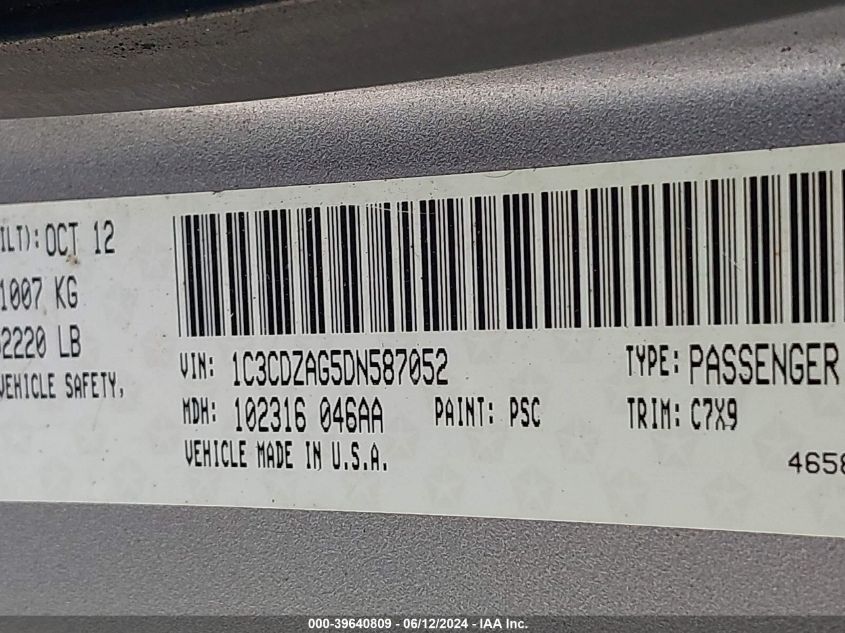 ILT): OCT 12
1007 KG
2220 LB
VEHICLE SAFETY,
VIN: 1C3CDZAG5DN587052 TYPE: PASSENGER
MDH: 102316 046AA PAINT: PSC TRIM: C7X9
VEHICLE MADE IN U.S.A.
4658
000-39640809 - 06/12/2024 - IAA Inc.